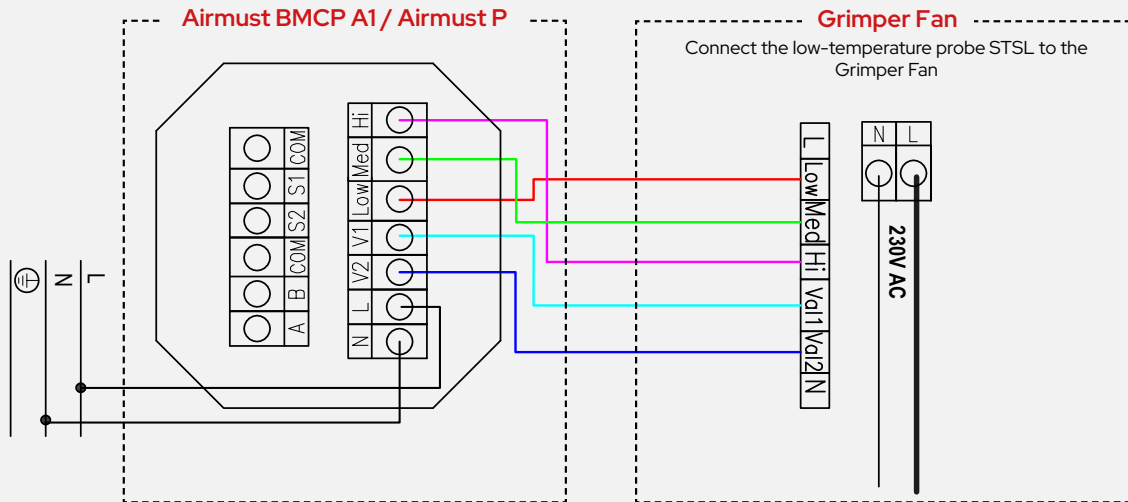 Airmust BMCP A1 / Airmust P
Grimper Fan
Connect the low-temperature probe STSL to the
Grimper Fan
COM
S1
S2
COM
B
A
Hi
Med
Low
V1
V2
L
N
N
L
L
Low
Med
Hi
Val1
Val2
N
N
L
230V AC